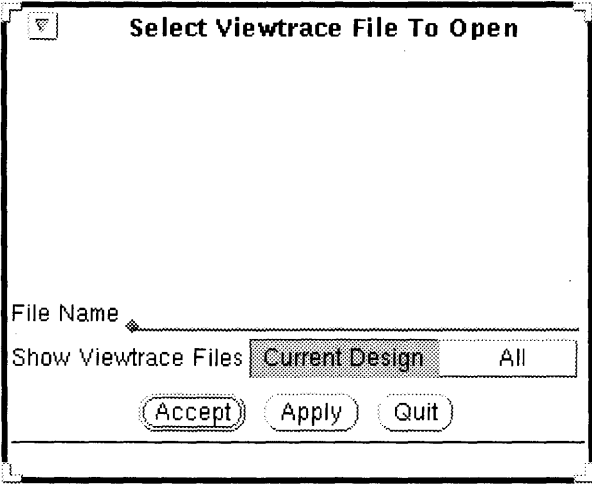 Select Viewtrace File To Open
File Name
Show Viewtrace Files Current Design All
Accept Apply Quit